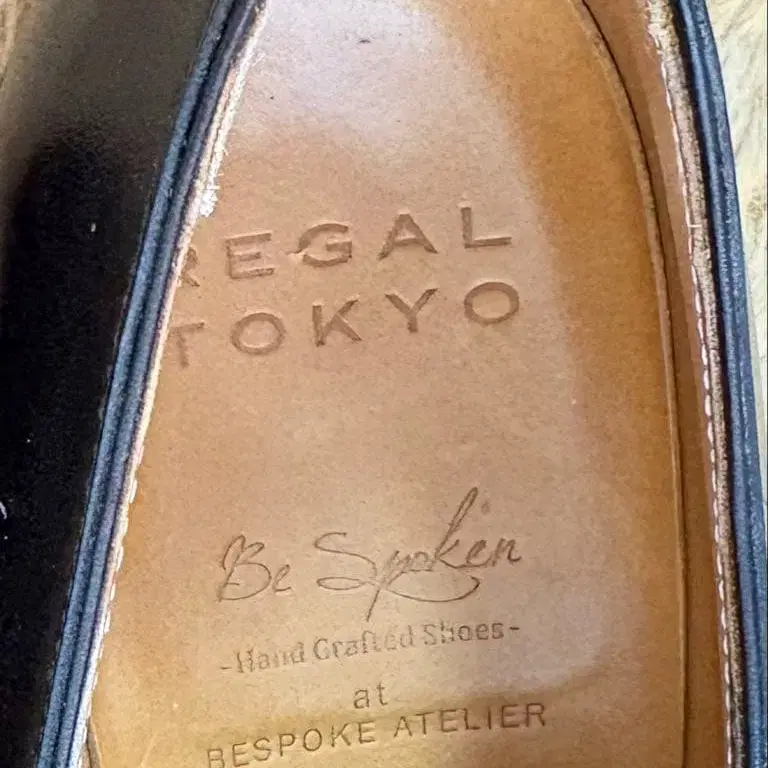 REGAL
TOKYO
Be Spoken
-Hand Crafted Shoes-
at
BESPOKE ATELIER